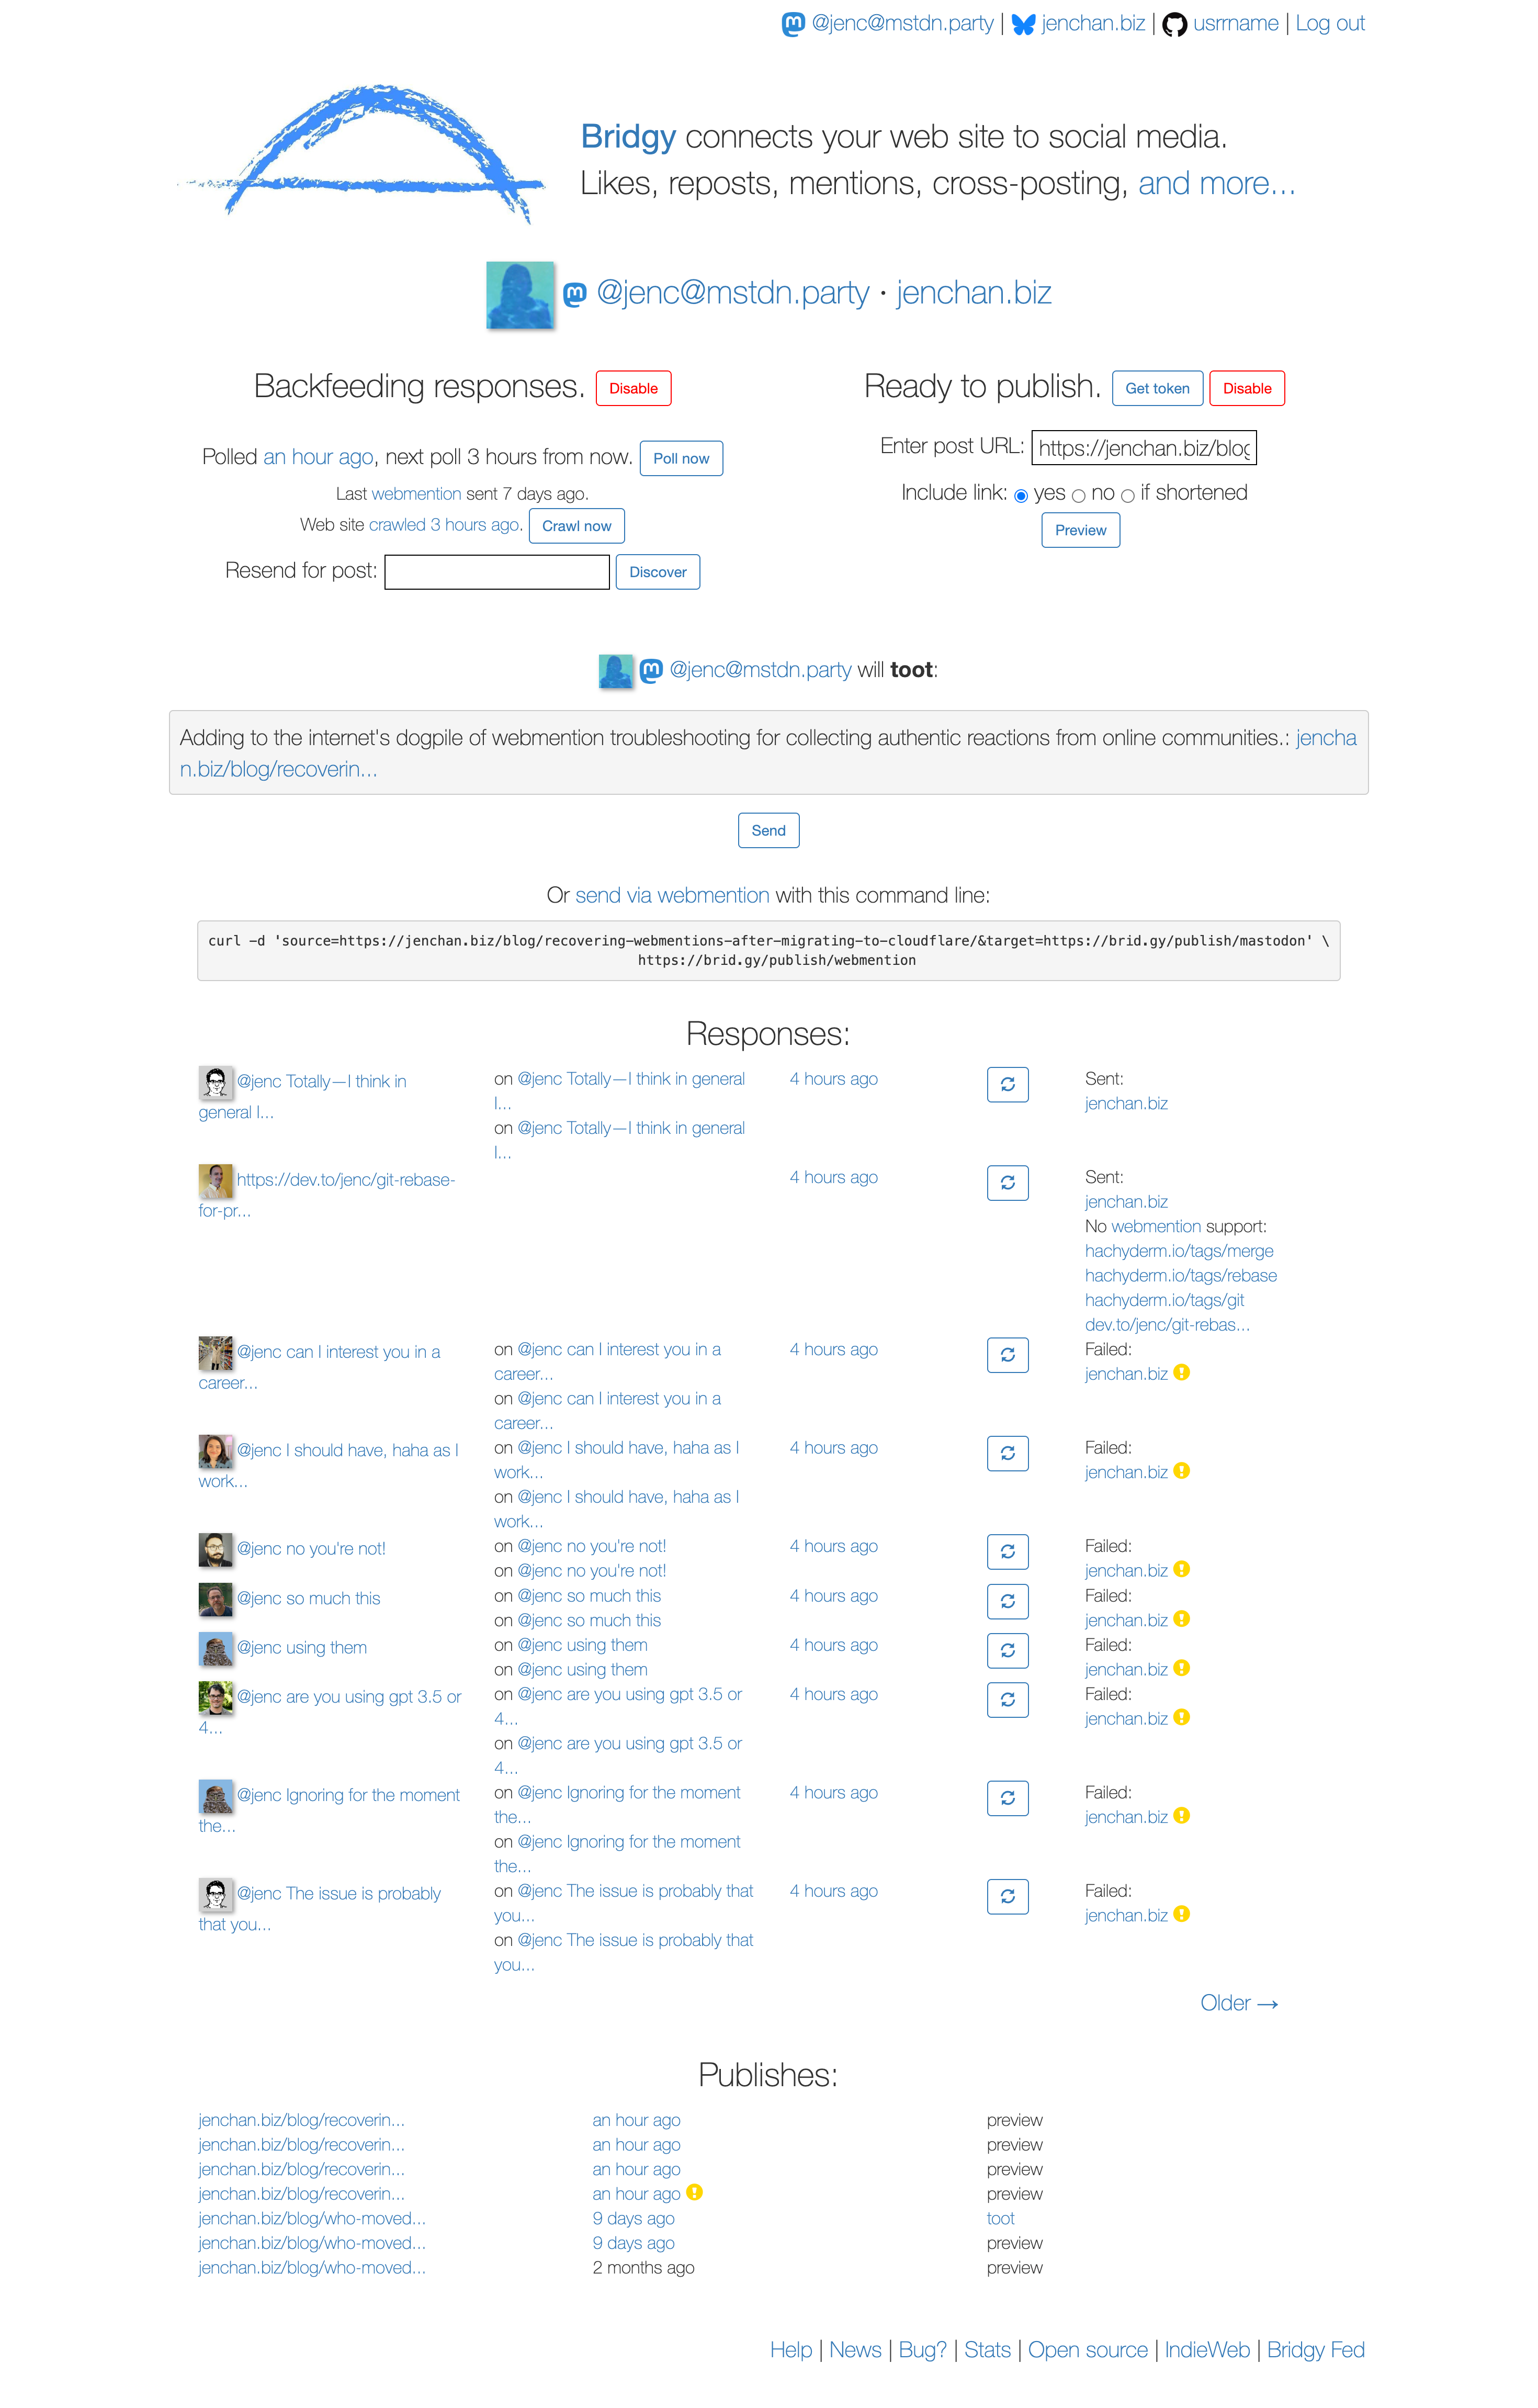 @jenc@mstdn.party | jenchan.biz | usrrname | Log out
Bridgy connects your web site to social media.
Likes, reposts, mentions, cross-posting, and more...
@jenc@mstdn.party · jenchan.biz
Backfeeding responses. Disable
Polled an hour ago, next poll 3 hours from now. Poll now
Last webmention sent 7 days ago.
Web site crawled 3 hours ago. Crawl now
Resend for post: Discover
Ready to publish. Get token Disable
Enter post URL: https://jenchan.biz/blog
Include link: yes no if shortened
Preview
@jenc@mstdn.party will toot:
Adding to the internet's dogpile of webmention troubleshooting for collecting authentic reactions from online communities.: jencha
n.biz/blog/recoverin...
Send
Or send via webmention with this command line:
curl -d 'source=https://jenchan.biz/blog/recovering-webmentions-after-migrating-to-cloudflare/&target=https://brid.gy/publish/mastodon' \
https://brid.gy/publish/webmention
Responses:
@jenc Totally—I think in
general I...
on @jenc Totally—I think in general
I...
on @jenc Totally—I think in general
I...
4 hours ago
Sent:
jenchan.biz
https://dev.to/jenc/git-rebase-
for-pr...
4 hours ago
Sent:
jenchan.biz
No webmention support:
hachyderm.io/tags/merge
hachyderm.io/tags/rebase
hachyderm.io/tags/git
dev.to/jenc/git-rebas...
@jenc can I interest you in a
career...
on @jenc can I interest you in a
career...
on @jenc can I interest you in a
career...
4 hours ago
Failed:
jenchan.biz
@jenc I should have, haha as I
work...
on @jenc I should have, haha as I
work...
on @jenc I should have, haha as I
work...
4 hours ago
Failed:
jenchan.biz
@jenc no you're not!
on @jenc no you're not!
on @jenc no you're not!
4 hours ago
Failed:
jenchan.biz
@jenc so much this
on @jenc so much this
on @jenc so much this
4 hours ago
Failed:
jenchan.biz
@jenc using them
on @jenc using them
on @jenc using them
4 hours ago
Failed:
jenchan.biz
@jenc are you using gpt 3.5 or
4...
on @jenc are you using gpt 3.5 or
4...
on @jenc are you using gpt 3.5 or
4...
4 hours ago
Failed:
jenchan.biz
@jenc Ignoring for the moment
the...
on @jenc Ignoring for the moment
the...
on @jenc Ignoring for the moment
the...
4 hours ago
Failed:
jenchan.biz
@jenc The issue is probably
that you...
on @jenc The issue is probably that
you...
on @jenc The issue is probably that
you...
4 hours ago
Failed:
jenchan.biz
Older →
Publishes:
jenchan.biz/blog/recoverin... an hour ago preview
jenchan.biz/blog/recoverin... an hour ago preview
jenchan.biz/blog/recoverin... an hour ago preview
jenchan.biz/blog/recoverin... an hour ago preview
jenchan.biz/blog/who-moved... 9 days ago toot
jenchan.biz/blog/who-moved... 9 days ago preview
jenchan.biz/blog/who-moved... 2 months ago preview
Help | News | Bug? | Stats | Open source | IndieWeb | Bridgy Fed